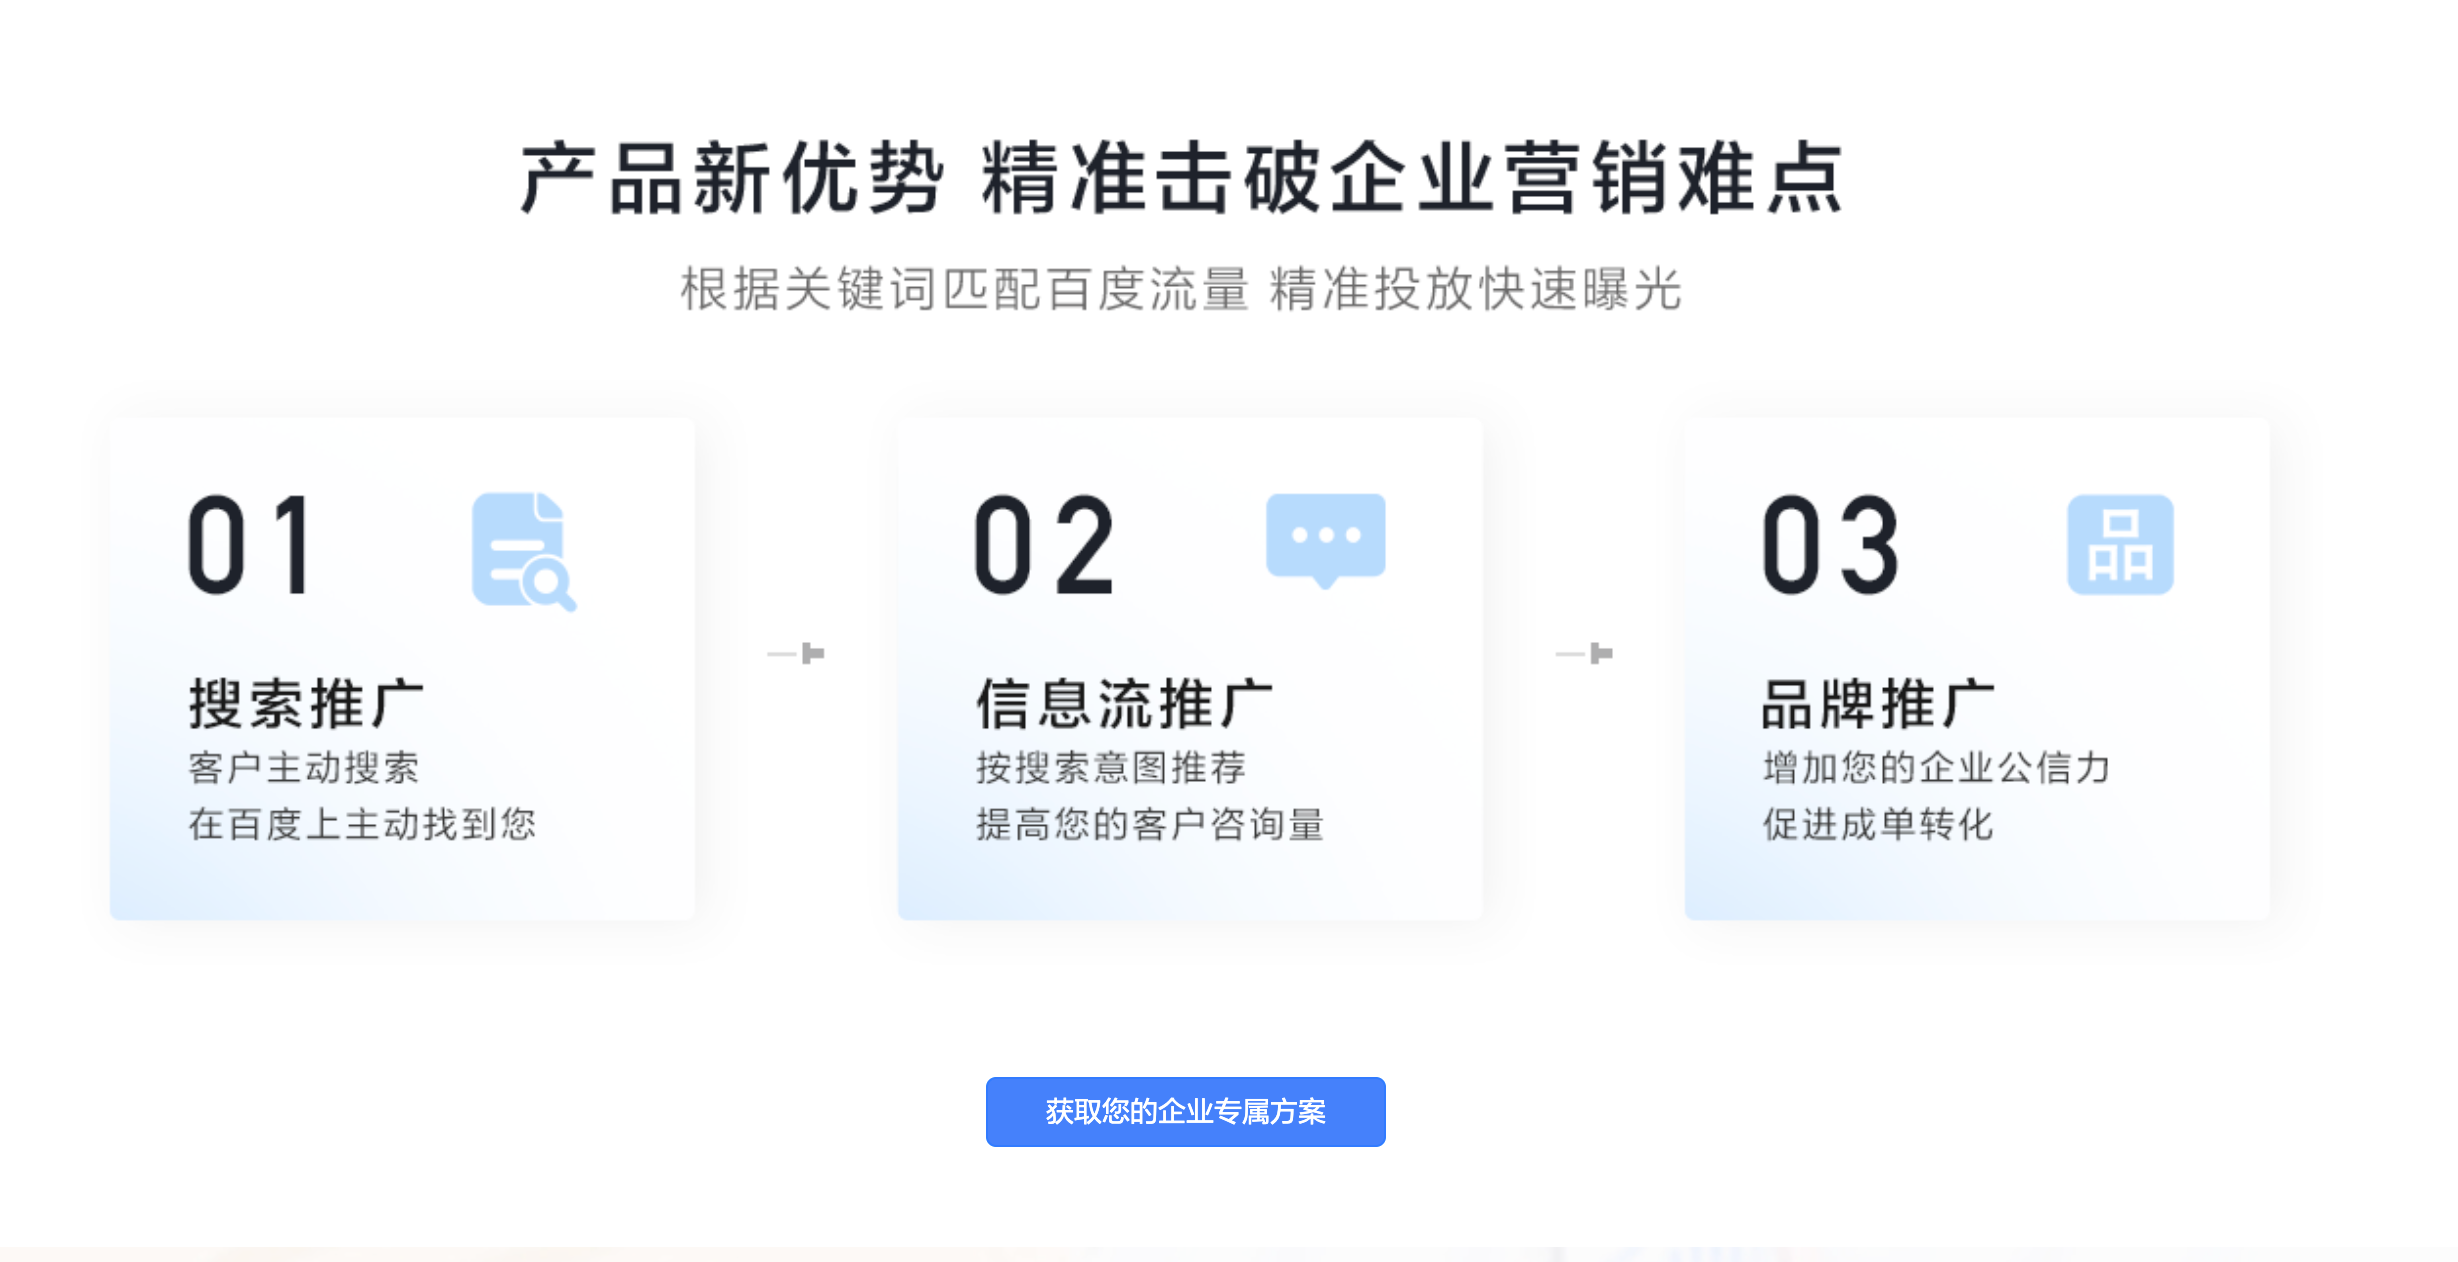 产品新优势 精准击破企业营销难点
根据关键词匹配百度流量 精准投放快速曝光
01
搜索推广
客户主动搜索
在百度上主动找到您
02
信息流推广
按搜索意图推荐
提高您的客户咨询量
03
品
品牌推广
增加您的企业公信力
促进成单转化
获取您的企业专属方案